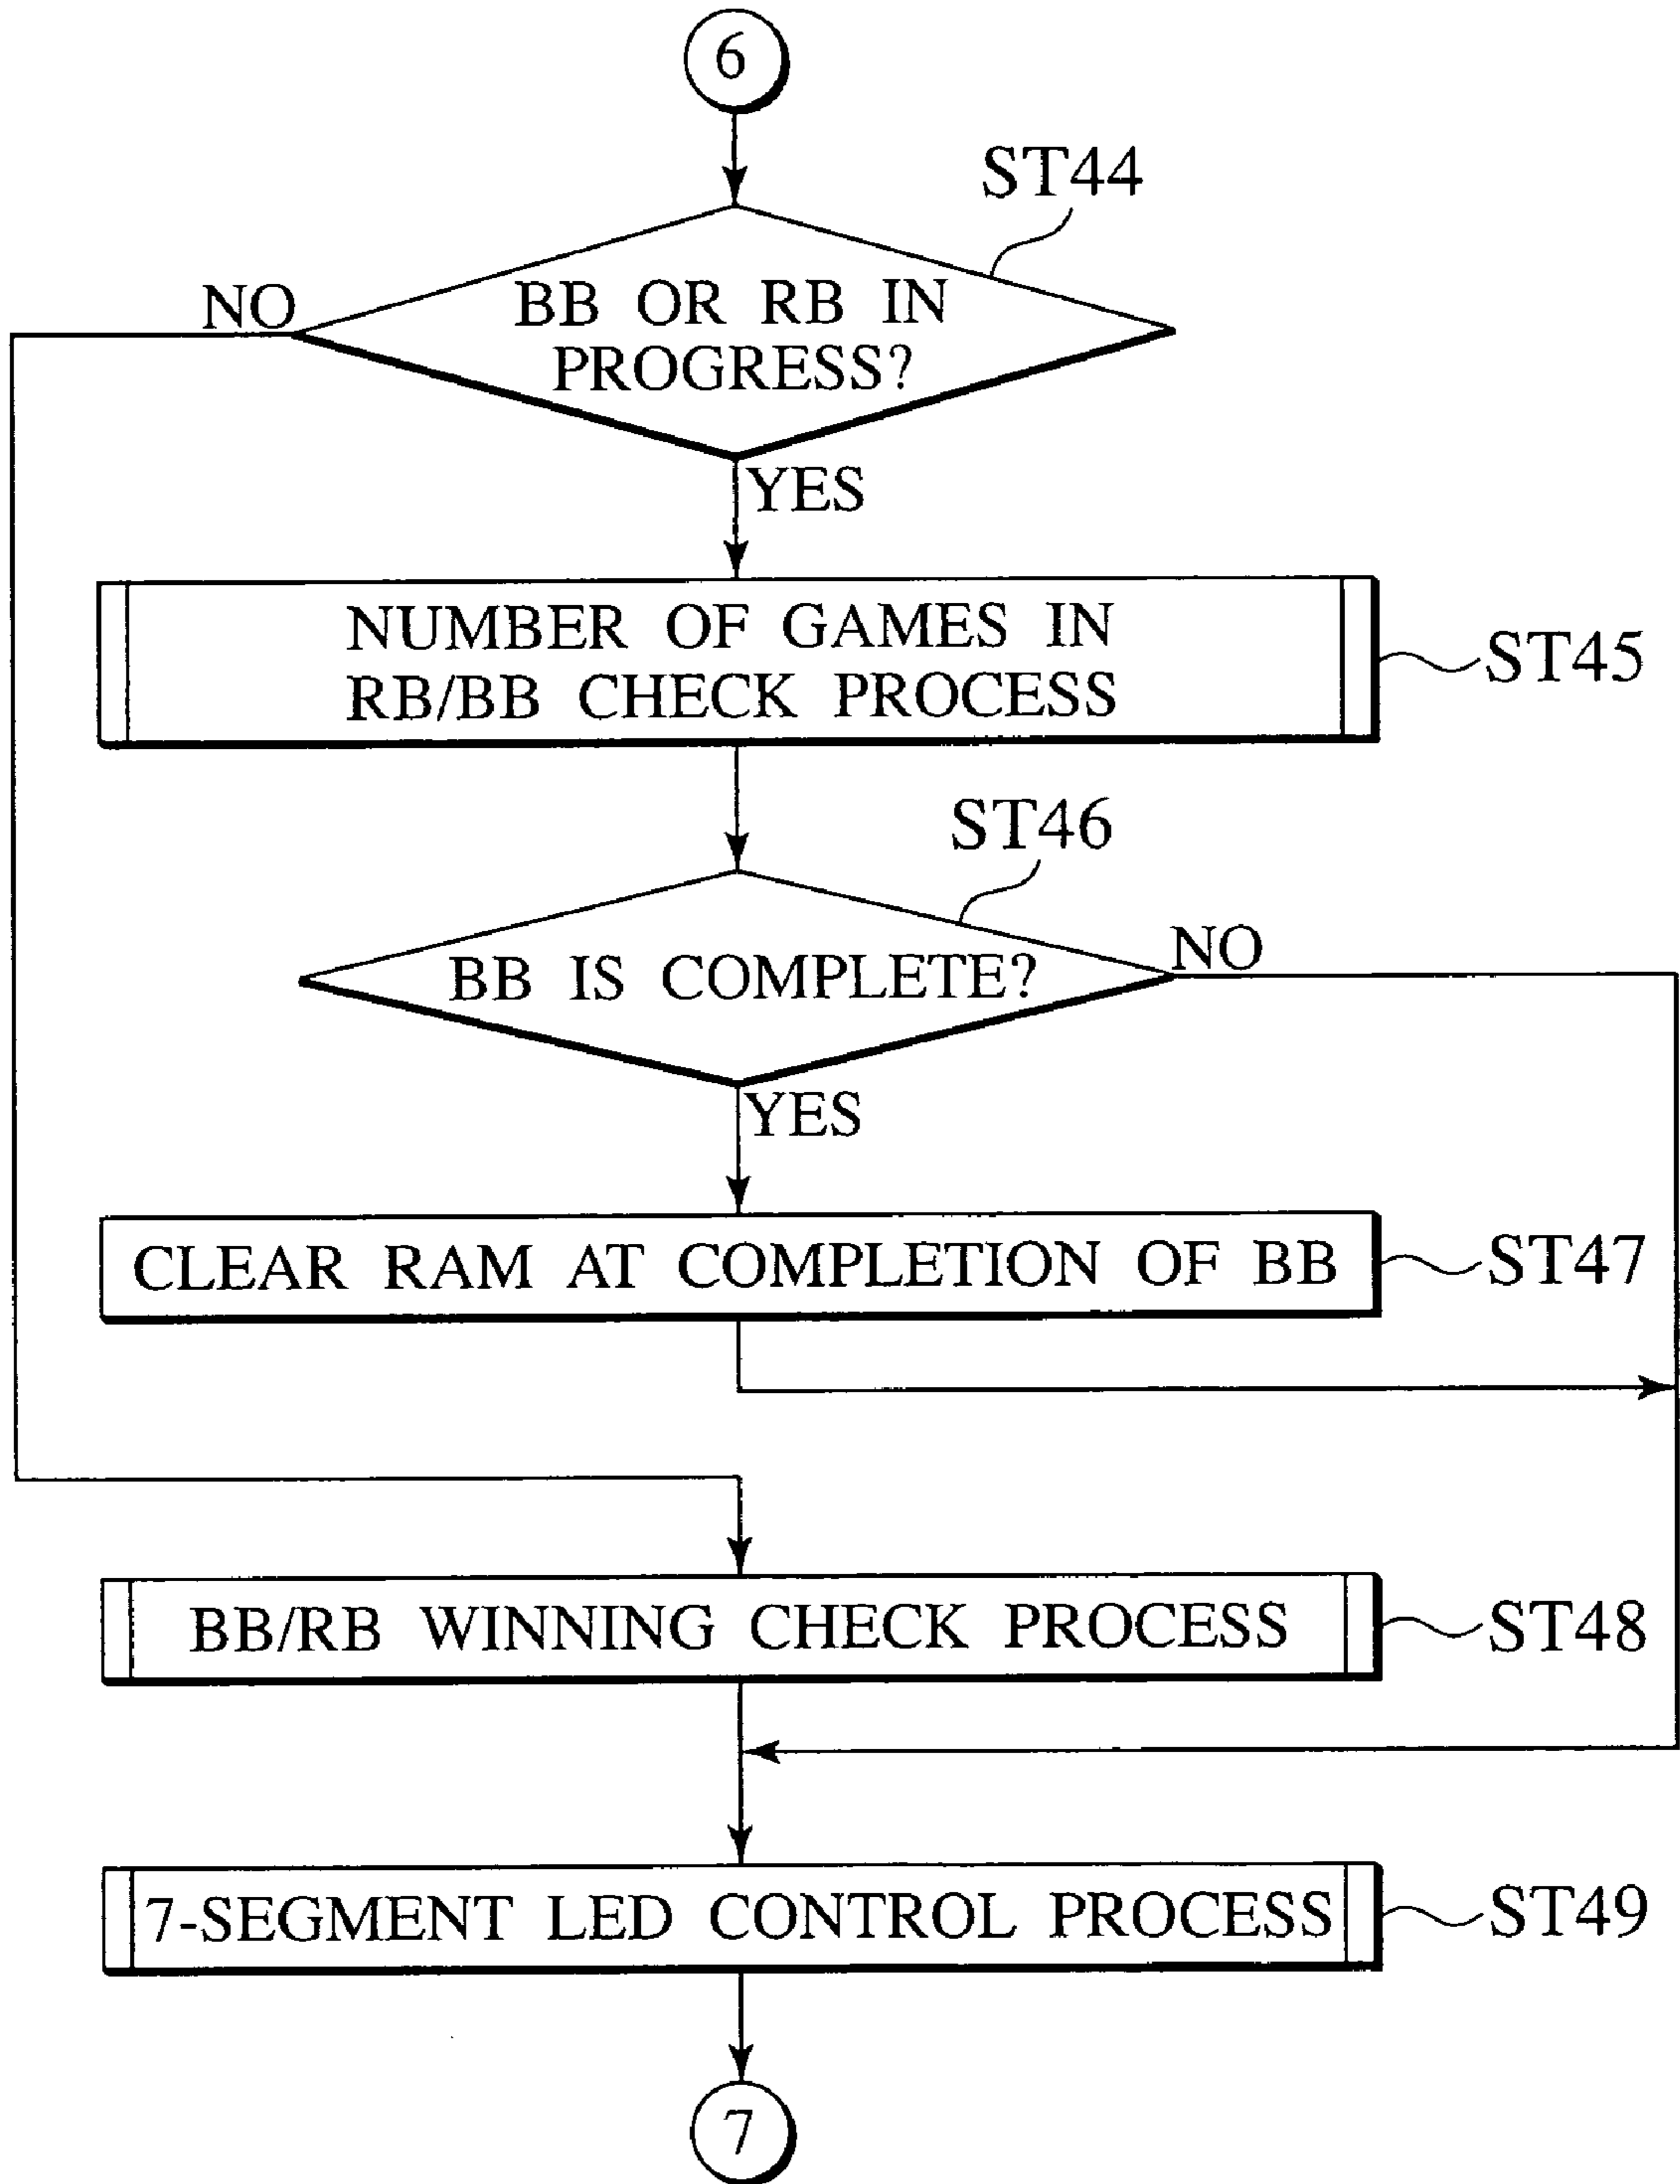 6
ST44
NO
BB OR RB IN
PROGRESS?
YES
NUMBER OF GAMES IN
RB/BB CHECK PROCESS
ST45
ST46
BB IS COMPLETE?
NO
YES
CLEAR RAM AT COMPLETION OF BB
ST47
BB/RB WINNING CHECK PROCESS
ST48
7-SEGMENT LED CONTROL PROCESS
ST49
7